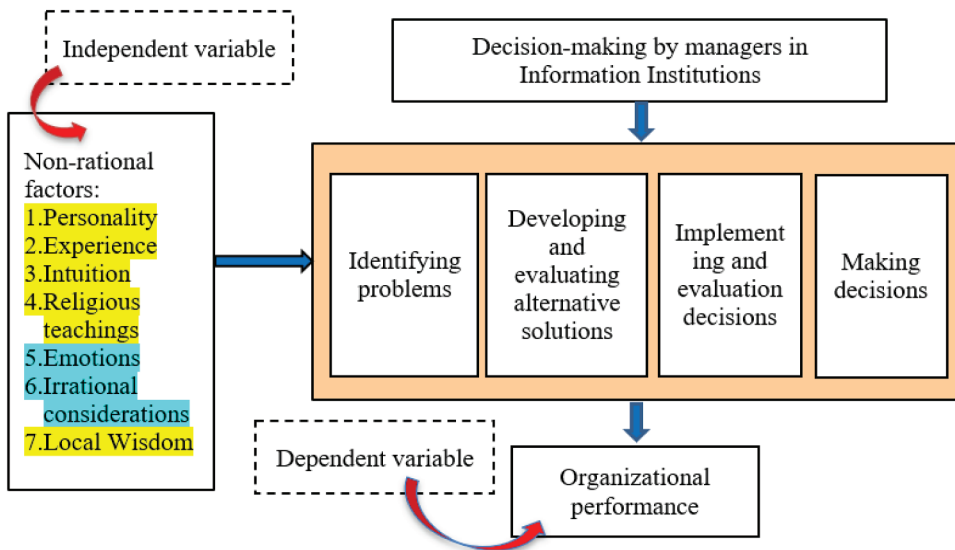 Independent variable
Decision-making by managers in
Information Institutions
Non-rational
factors:
1.Personality
2.Experience
3.Intuition
4.Religious
teachings
5.Emotions
6.Irrational
considerations
7.Local Wisdom
Identifying
problems
Developing
and
evaluating
alternative
solutions
Implement
ing and
evaluation
decisions
Making
decisions
Dependent variable
Organizational
performance